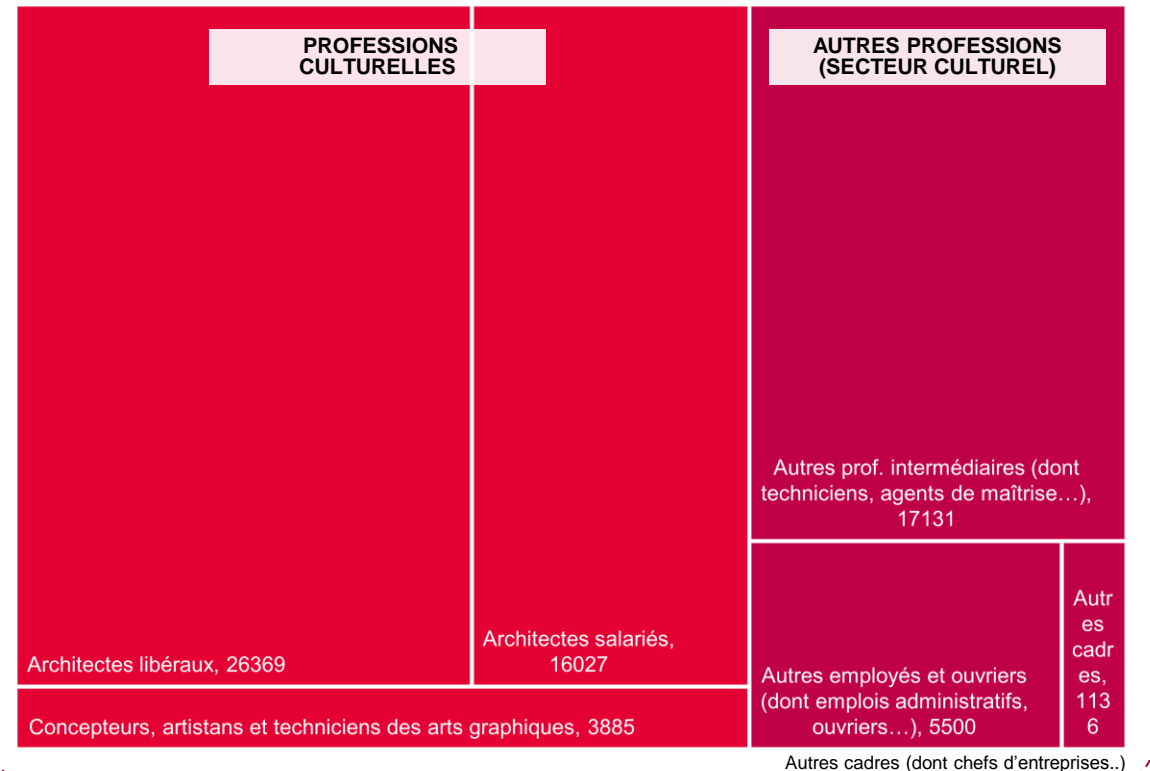 PROFESSIONS
CULTURELLES
AUTRES PROFESSIONS
(SECTEUR CULTUREL)
Architectes libéraux, 26369
Architectes salariés,
16027
Concepteurs, artistans et techniciens des arts graphiques, 3885
Autres prof. intermédiaires (dont
techniciens, agents de maîtrise…),
17131
Autres employés et ouvriers
(dont emplois administratifs,
ouvriers…), 5500
Autr
es
cadr
es,
113
6
Autres cadres (dont chefs d'entreprises..)